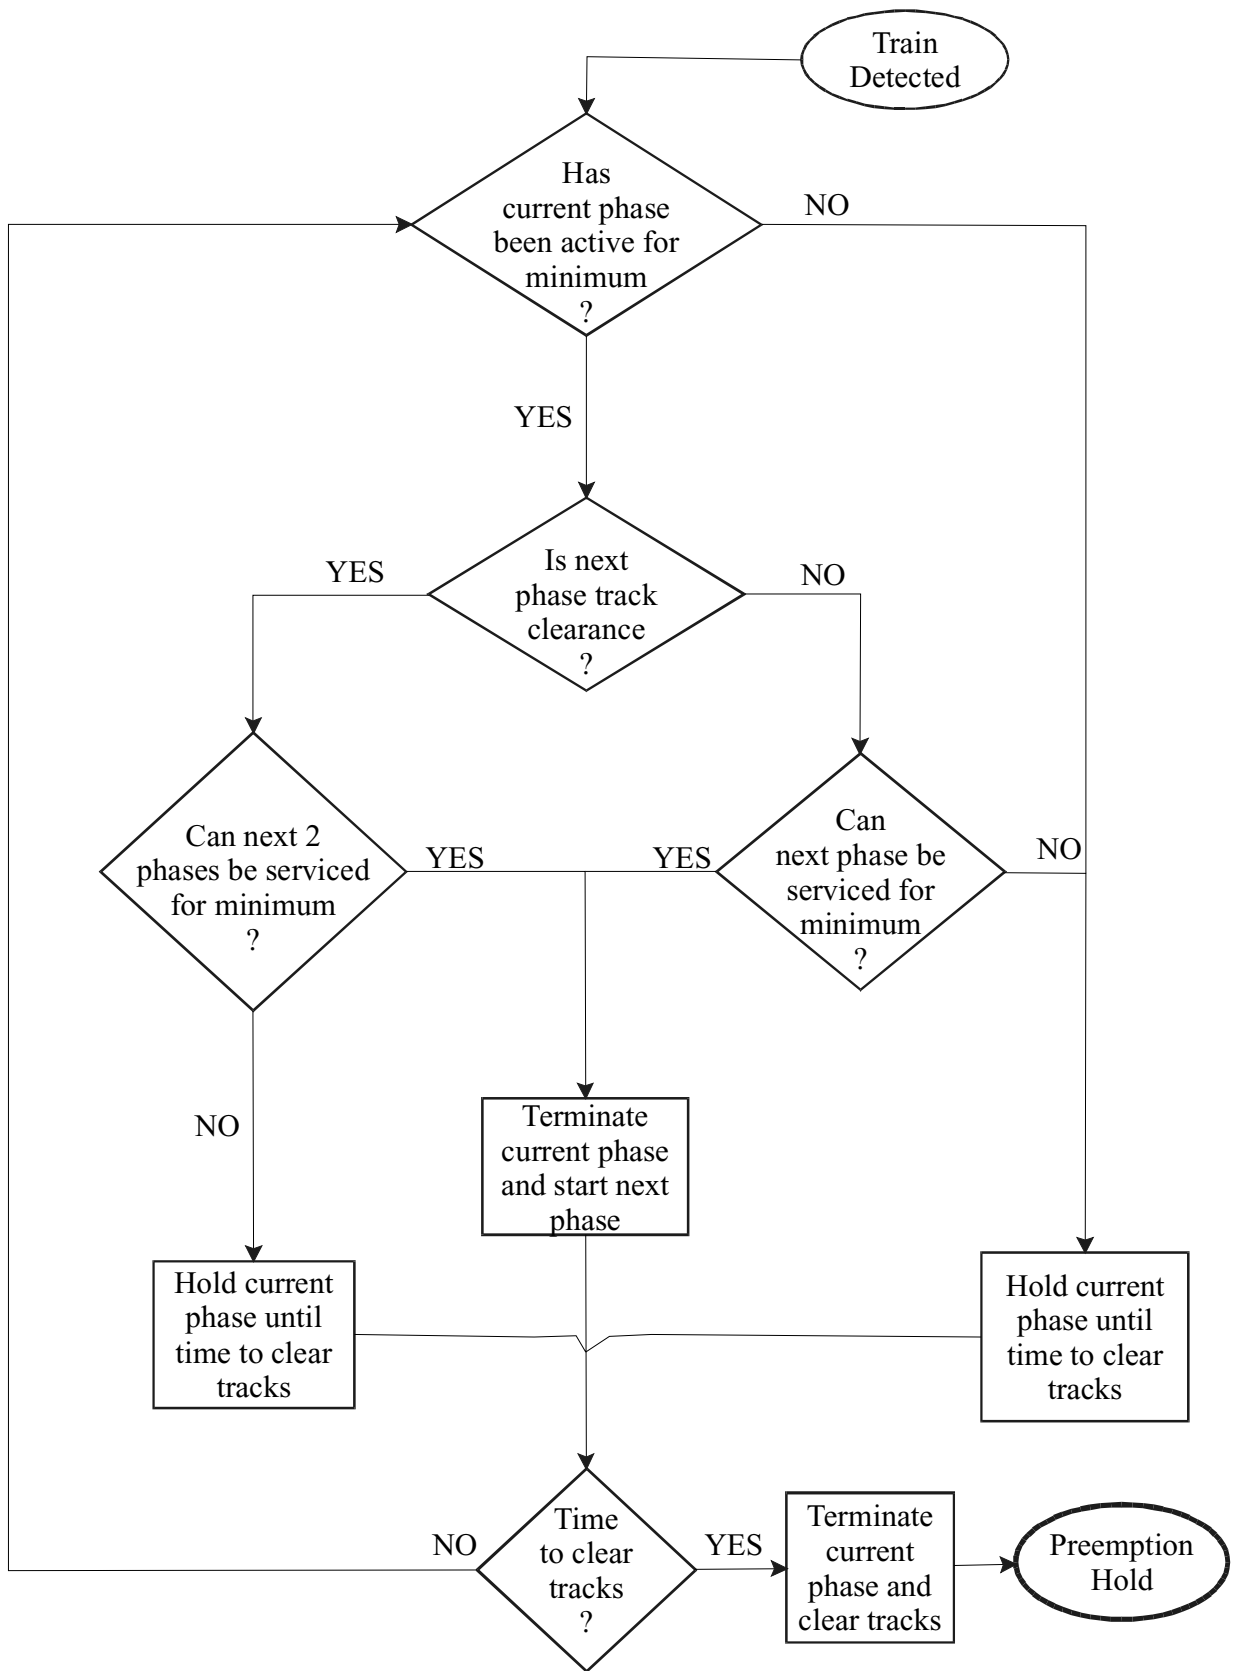 Train
Detected
Has
current phase
been active for
minimum
?
NO
YES
Is next
phase track
clearance
?
YES
NO
Can next 2
phases be serviced
for minimum
?
YES
YES
Can
next phase be
serviced for
minimum
?
NO
NO
Terminate
current phase
and start next
phase
Hold current
phase until
time to clear
tracks
Hold current
phase until
time to clear
tracks
NO
Time
to clear
tracks
?
YES
Terminate
current
phase and
clear tracks
Preemption
Hold